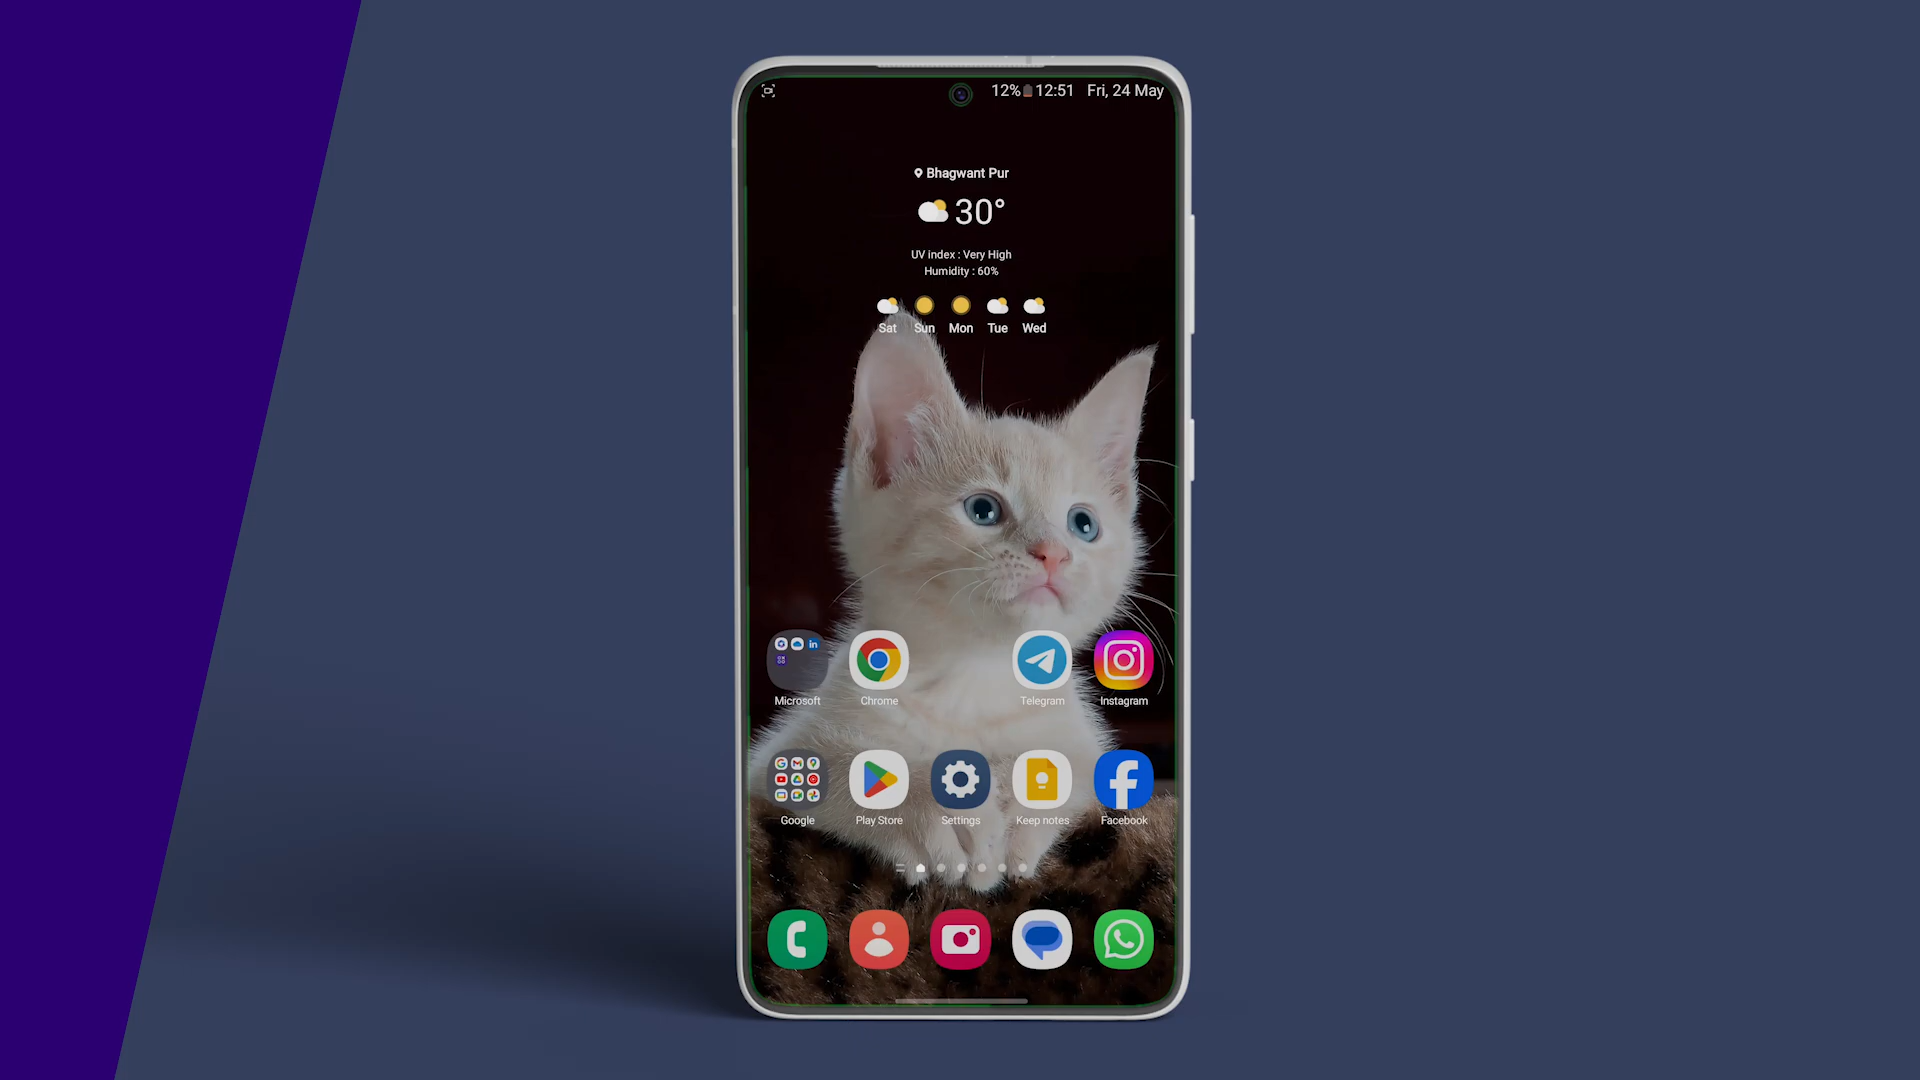 12% 12:51 Fri, 24 May
Bhagwant Pur
30°
UV index : Very High
Humidity : 60%
Sat Sun Mon Tue Wed
in
Microsoft Chrome Telegram Instagram
Google Play Store Settings Keep notes Facebook